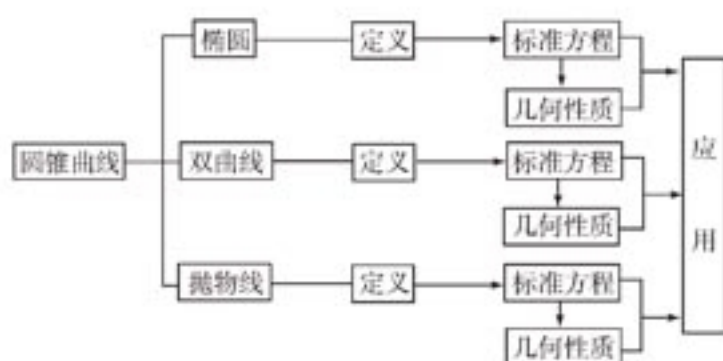 椭圆
定义
标准方程
几何性质
圆锥曲线
双曲线
定义
标准方程
几何性质
抛物线
定义
标准方程
几何性质
应用